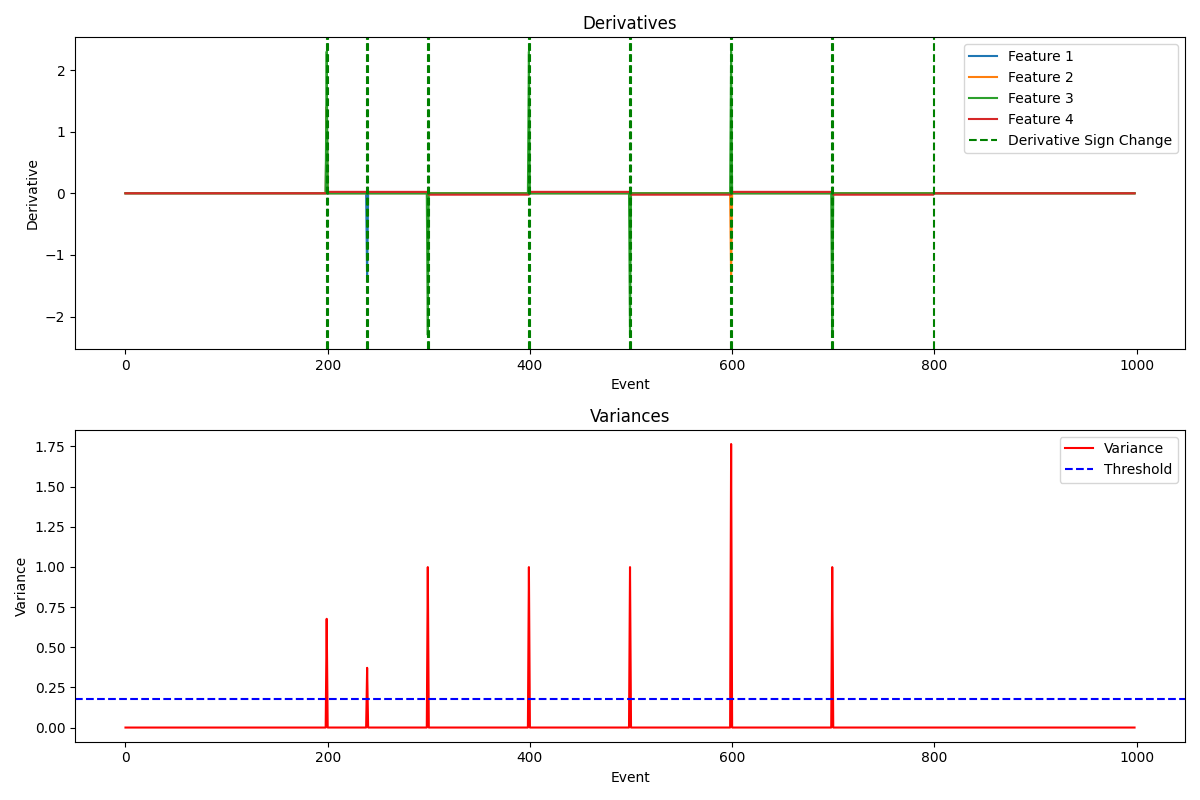 Derivatives
Derivative
2
1
0
−1
−2
Feature 1
Feature 2
Feature 3
Feature 4
Derivative Sign Change
0 200 400 600 800 1000
Event
Variances
Variance
1.75
1.50
1.25
1.00
0.75
0.50
0.25
0.00
Variance
Threshold
0 200 400 600 800 1000
Event